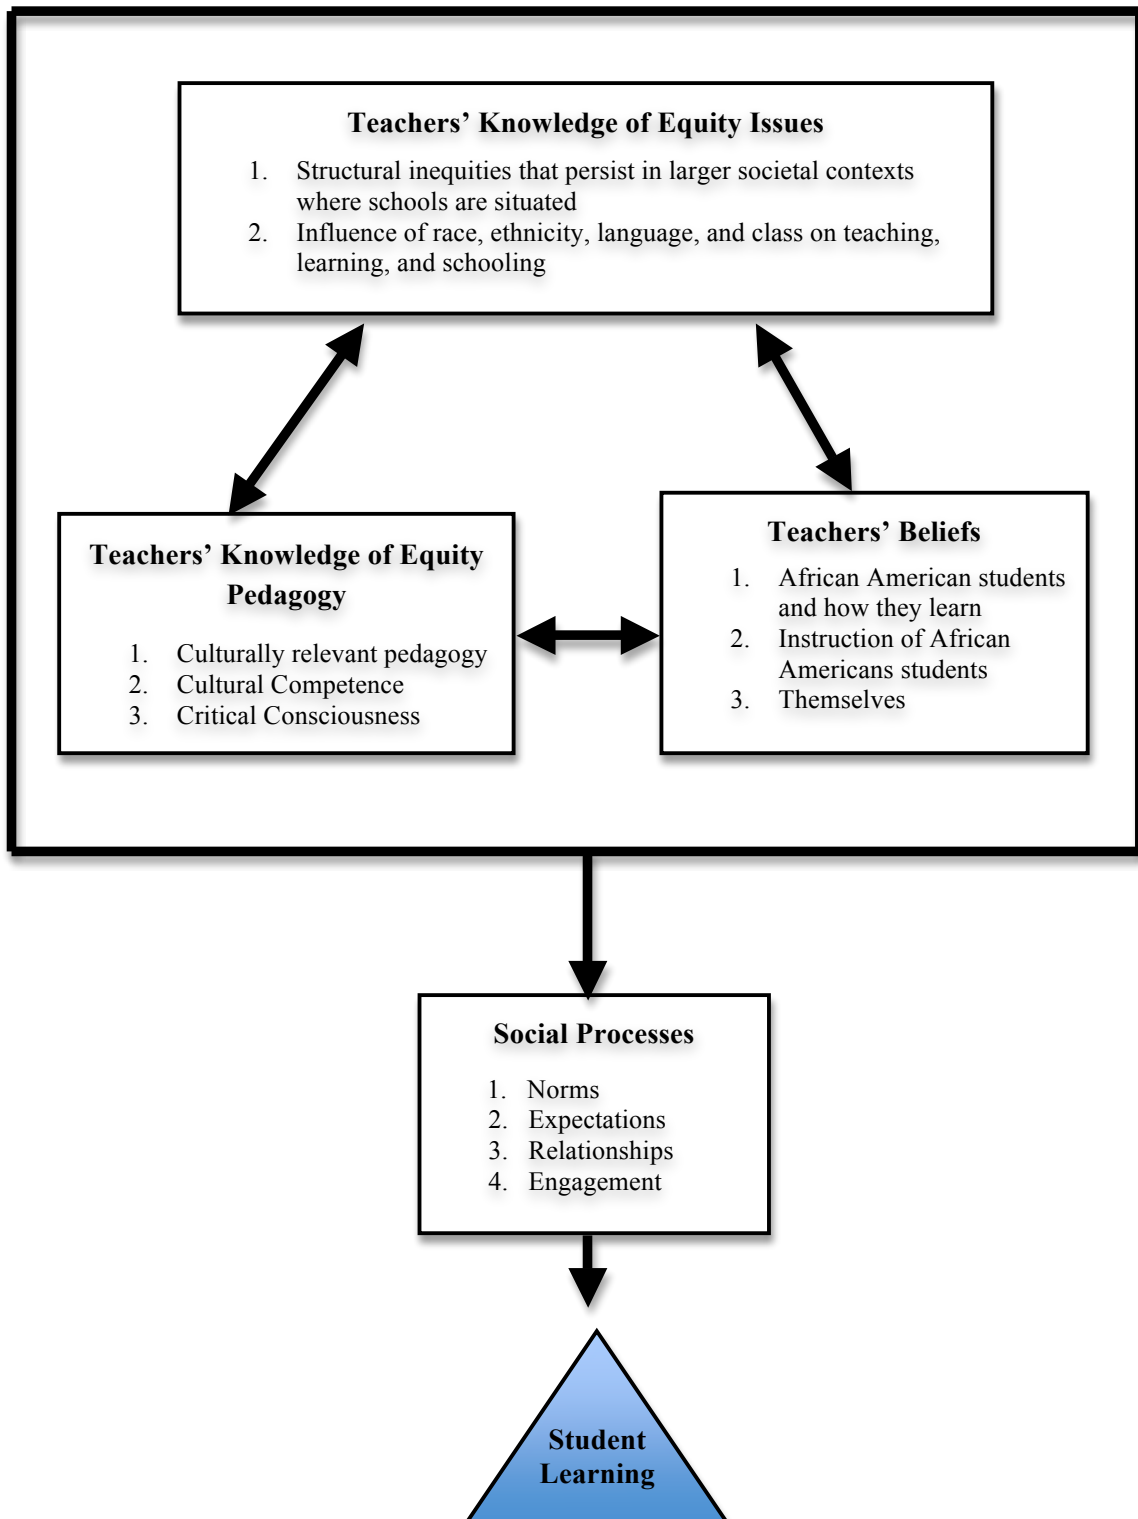 Teachers’ Knowledge of Equity Issues
1. Structural inequities that persist in larger societal contexts
where schools are situated
2. Influence of race, ethnicity, language, and class on teaching,
learning, and schooling
Teachers’ Knowledge of Equity
Pedagogy
1. Culturally relevant pedagogy
2. Cultural Competence
3. Critical Consciousness
Teachers’ Beliefs
1. African American students
and how they learn
2. Instruction of African
Americans students
3. Themselves
Social Processes
1. Norms
2. Expectations
3. Relationships
4. Engagement
Student
Learning